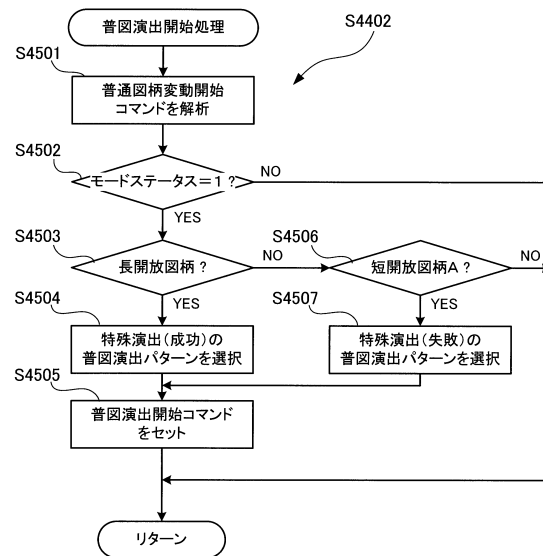 普図演出開始処理
S4402
S4501
普通図柄変動開始
コマンドを解析
S4502
モードステータス＝1？
NO
YES
S4503
長開放図柄？
NO
YES
S4506
短開放図柄A？
NO
YES
S4504
特殊演出(成功)の
普図演出パターンを選択
S4507
特殊演出(失敗)の
普図演出パターンを選択
S4505
普図演出開始コマンド
をセット
リターン